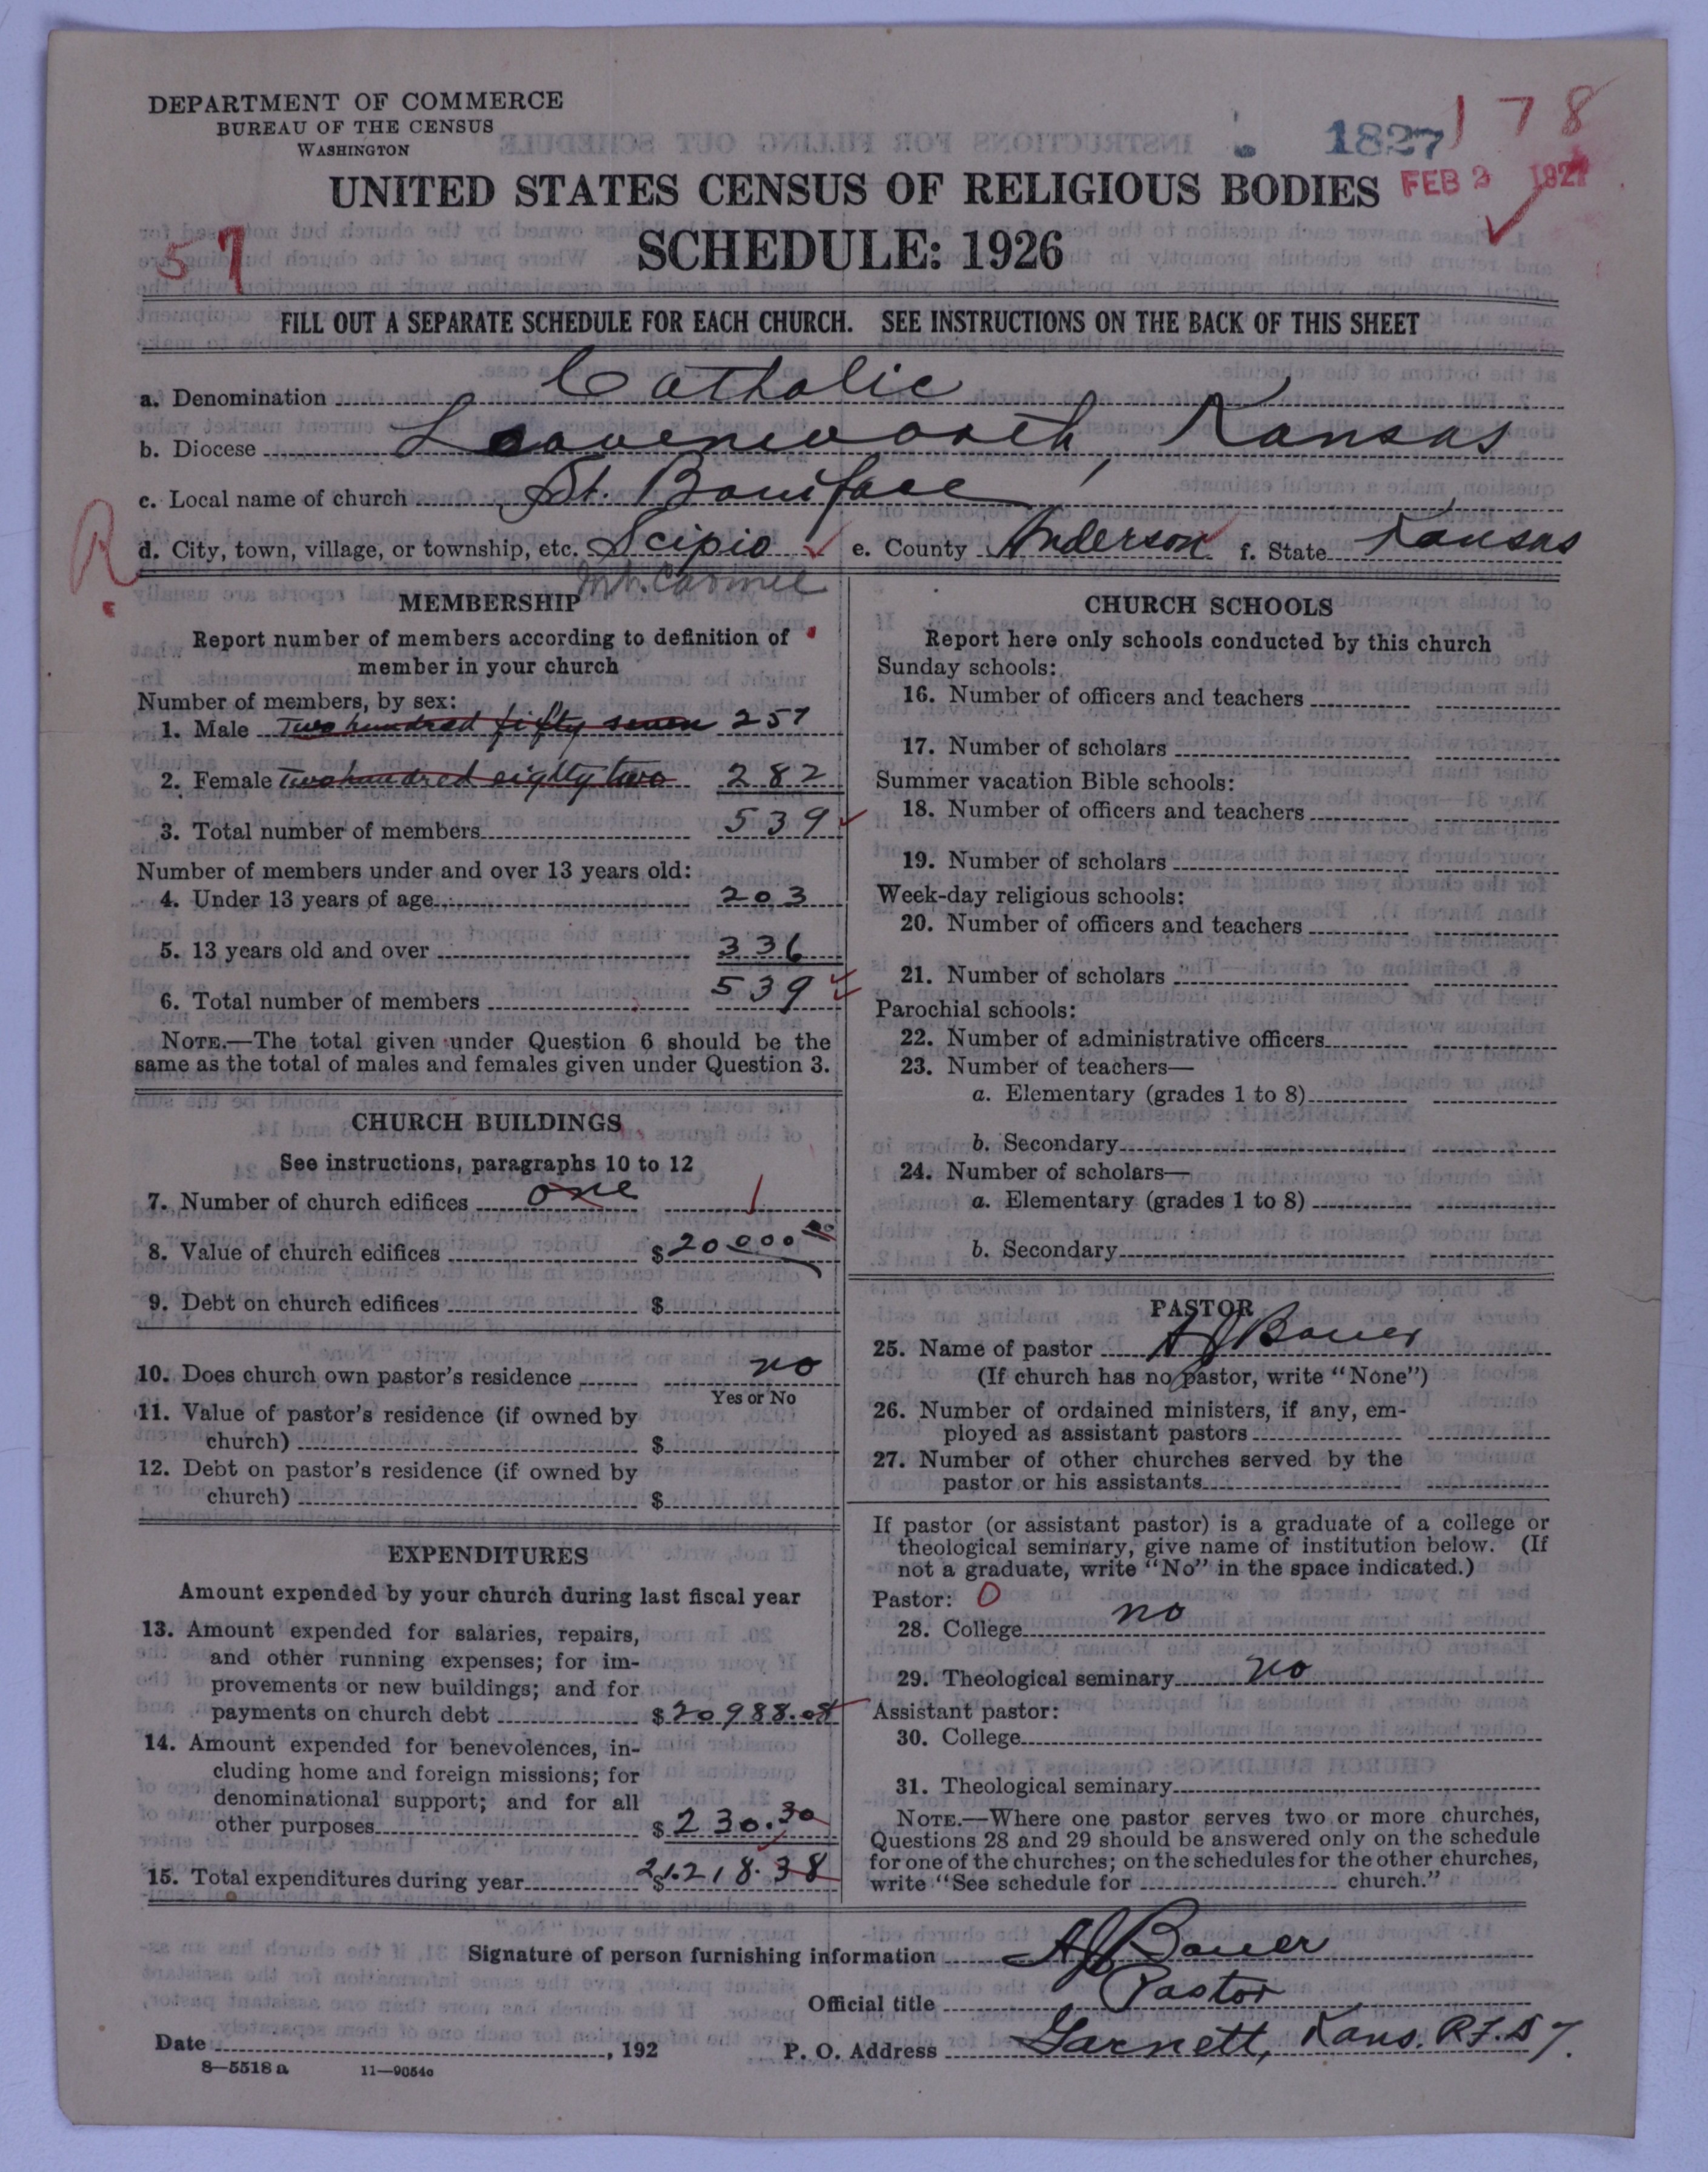 DEPARTMENT OF COMMERCE
BUREAU OF THE CENSUS
WASHINGTON
1827
178
UNITED STATES CENSUS OF RELIGIOUS BODIES
FEB 2 1927
SCHEDULE: 1926
57
FILL OUT A SEPARATE SCHEDULE FOR EACH CHURCH. SEE INSTRUCTIONS ON THE BACK OF THIS SHEET
a. Denomination Catholic
b. Diocese Leavenworth, Kansas
c. Local name of church St. Boniface
R
d. City, town, village, or township, etc. Scipio e. County Anderson f. State Kansas
MEMBERSHIP
Report number of members according to definition of
member in your church
Number of members, by sex:
1. Male Two hundred fifty seven 257
2. Female Two hundred eighty two 282
3. Total number of members 539
Number of members under and over 13 years old:
4. Under 13 years of age 203
5. 13 years old and over 336
6. Total number of members 539
NOTE.—The total given under Question 6 should be the
same as the total of males and females given under Question 3.
CHURCH BUILDINGS
See instructions, paragraphs 10 to 12
7. Number of church edifices one 1
8. Value of church edifices $20000.00
9. Debt on church edifices $
10. Does church own pastor's residence no
Yes or No
11. Value of pastor's residence (if owned by
church) $
12. Debt on pastor's residence (if owned by
church) $
EXPENDITURES
Amount expended by your church during last fiscal year
13. Amount expended for salaries, repairs,
and other running expenses; for im-
provements or new buildings; and for
payments on church debt $20988.08
14. Amount expended for benevolences, in-
cluding home and foreign missions; for
denominational support; and for all
other purposes $230.30
15. Total expenditures during year $21.218.38
CHURCH SCHOOLS
Report here only schools conducted by this church
Sunday schools:
16. Number of officers and teachers
17. Number of scholars
Summer vacation Bible schools:
18. Number of officers and teachers
19. Number of scholars
Week-day religious schools:
20. Number of officers and teachers
21. Number of scholars
Parochial schools:
22. Number of administrative officers
23. Number of teachers—
a. Elementary (grades 1 to 8)
b. Secondary
24. Number of scholars—
a. Elementary (grades 1 to 8)
b. Secondary
PASTOR
25. Name of pastor A J Bauer
(If church has no pastor, write "None")
26. Number of ordained ministers, if any, em-
ployed as assistant pastors
27. Number of other churches served by the
pastor or his assistants
If pastor (or assistant pastor) is a graduate of a college or
theological seminary, give name of institution below. (If
not a graduate, write "No" in the space indicated.)
Pastor: 0
28. College no
29. Theological seminary no
Assistant pastor:
30. College
31. Theological seminary
NOTE.—Where one pastor serves two or more churches,
Questions 28 and 29 should be answered only on the schedule
for one of the churches; on the schedules for the other churches,
write "See schedule for church."
Signature of person furnishing information A J Bauer
Official title Pastor
Date , 192
P. O. Address Garnett, Kans. R.F.D 7.
8—5518 a 11—9054o